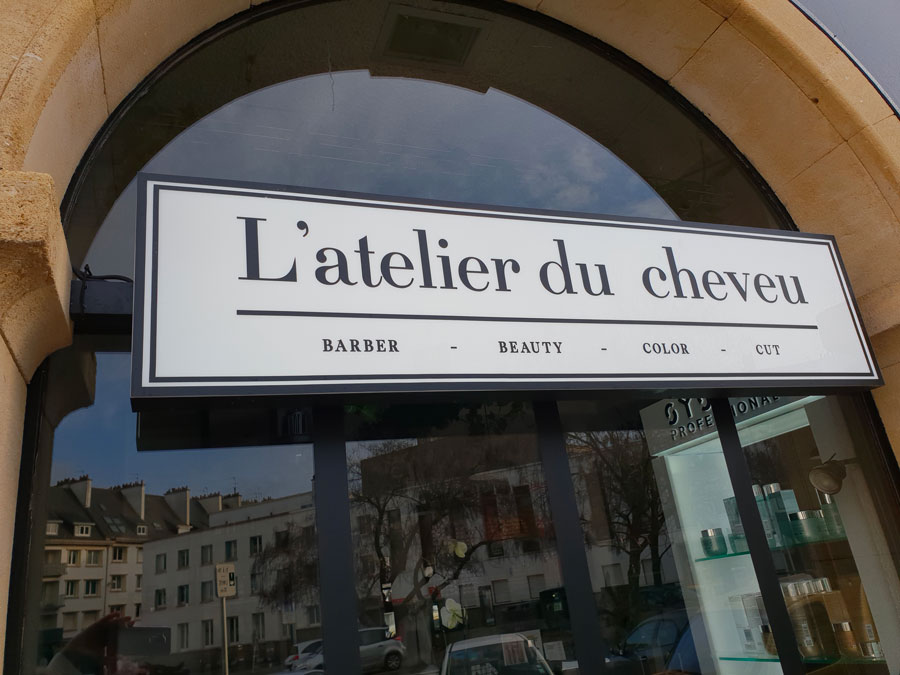 L'atelier du cheveu
BARBER - BEAUTY - COLOR - CUT